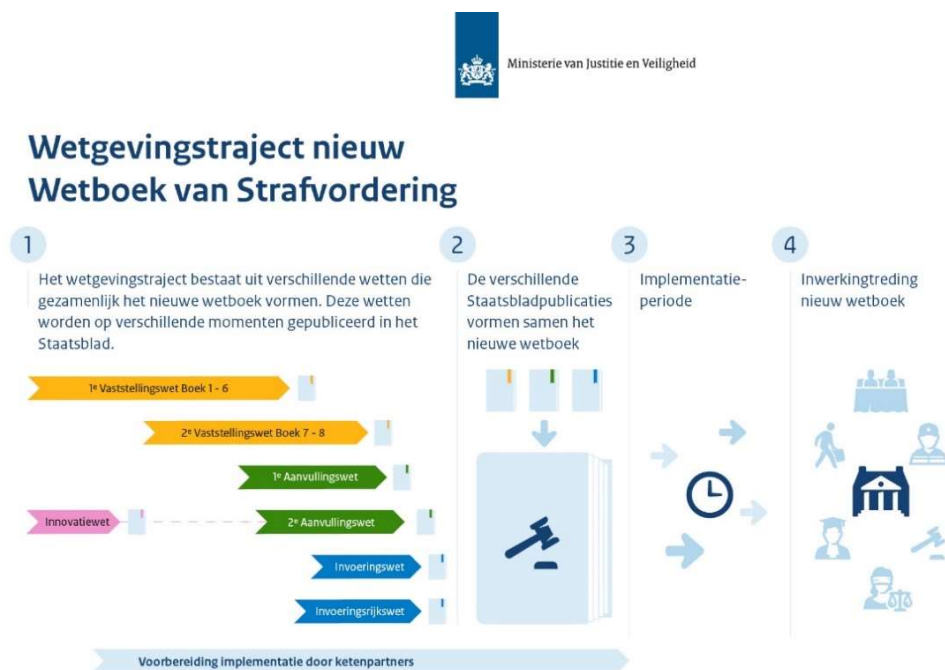 Ministerie van Justitie en Veiligheid
Wetgevingstraject nieuw
Wetboek van Strafvordering
1
Het wetgevingstraject bestaat uit verschillende wetten die
gezamenlijk het nieuwe wetboek vormen. Deze wetten
worden op verschillende momenten gepubliceerd in het
Staatsblad.
1e Vaststellingswet Boek 1 - 6
2e Vaststellingswet Boek 7 - 8
1e Aanvullingswet
Innovatiewet
2e Aanvullingswet
Invoeringswet
Invoeringsrijkswet
Voorbereiding implementatie door ketenpartners
2
De verschillende
Staatsbladpublicaties
vormen samen het
nieuwe wetboek
3
Implementatie-
periode
4
Inwerkingtreding
nieuw wetboek